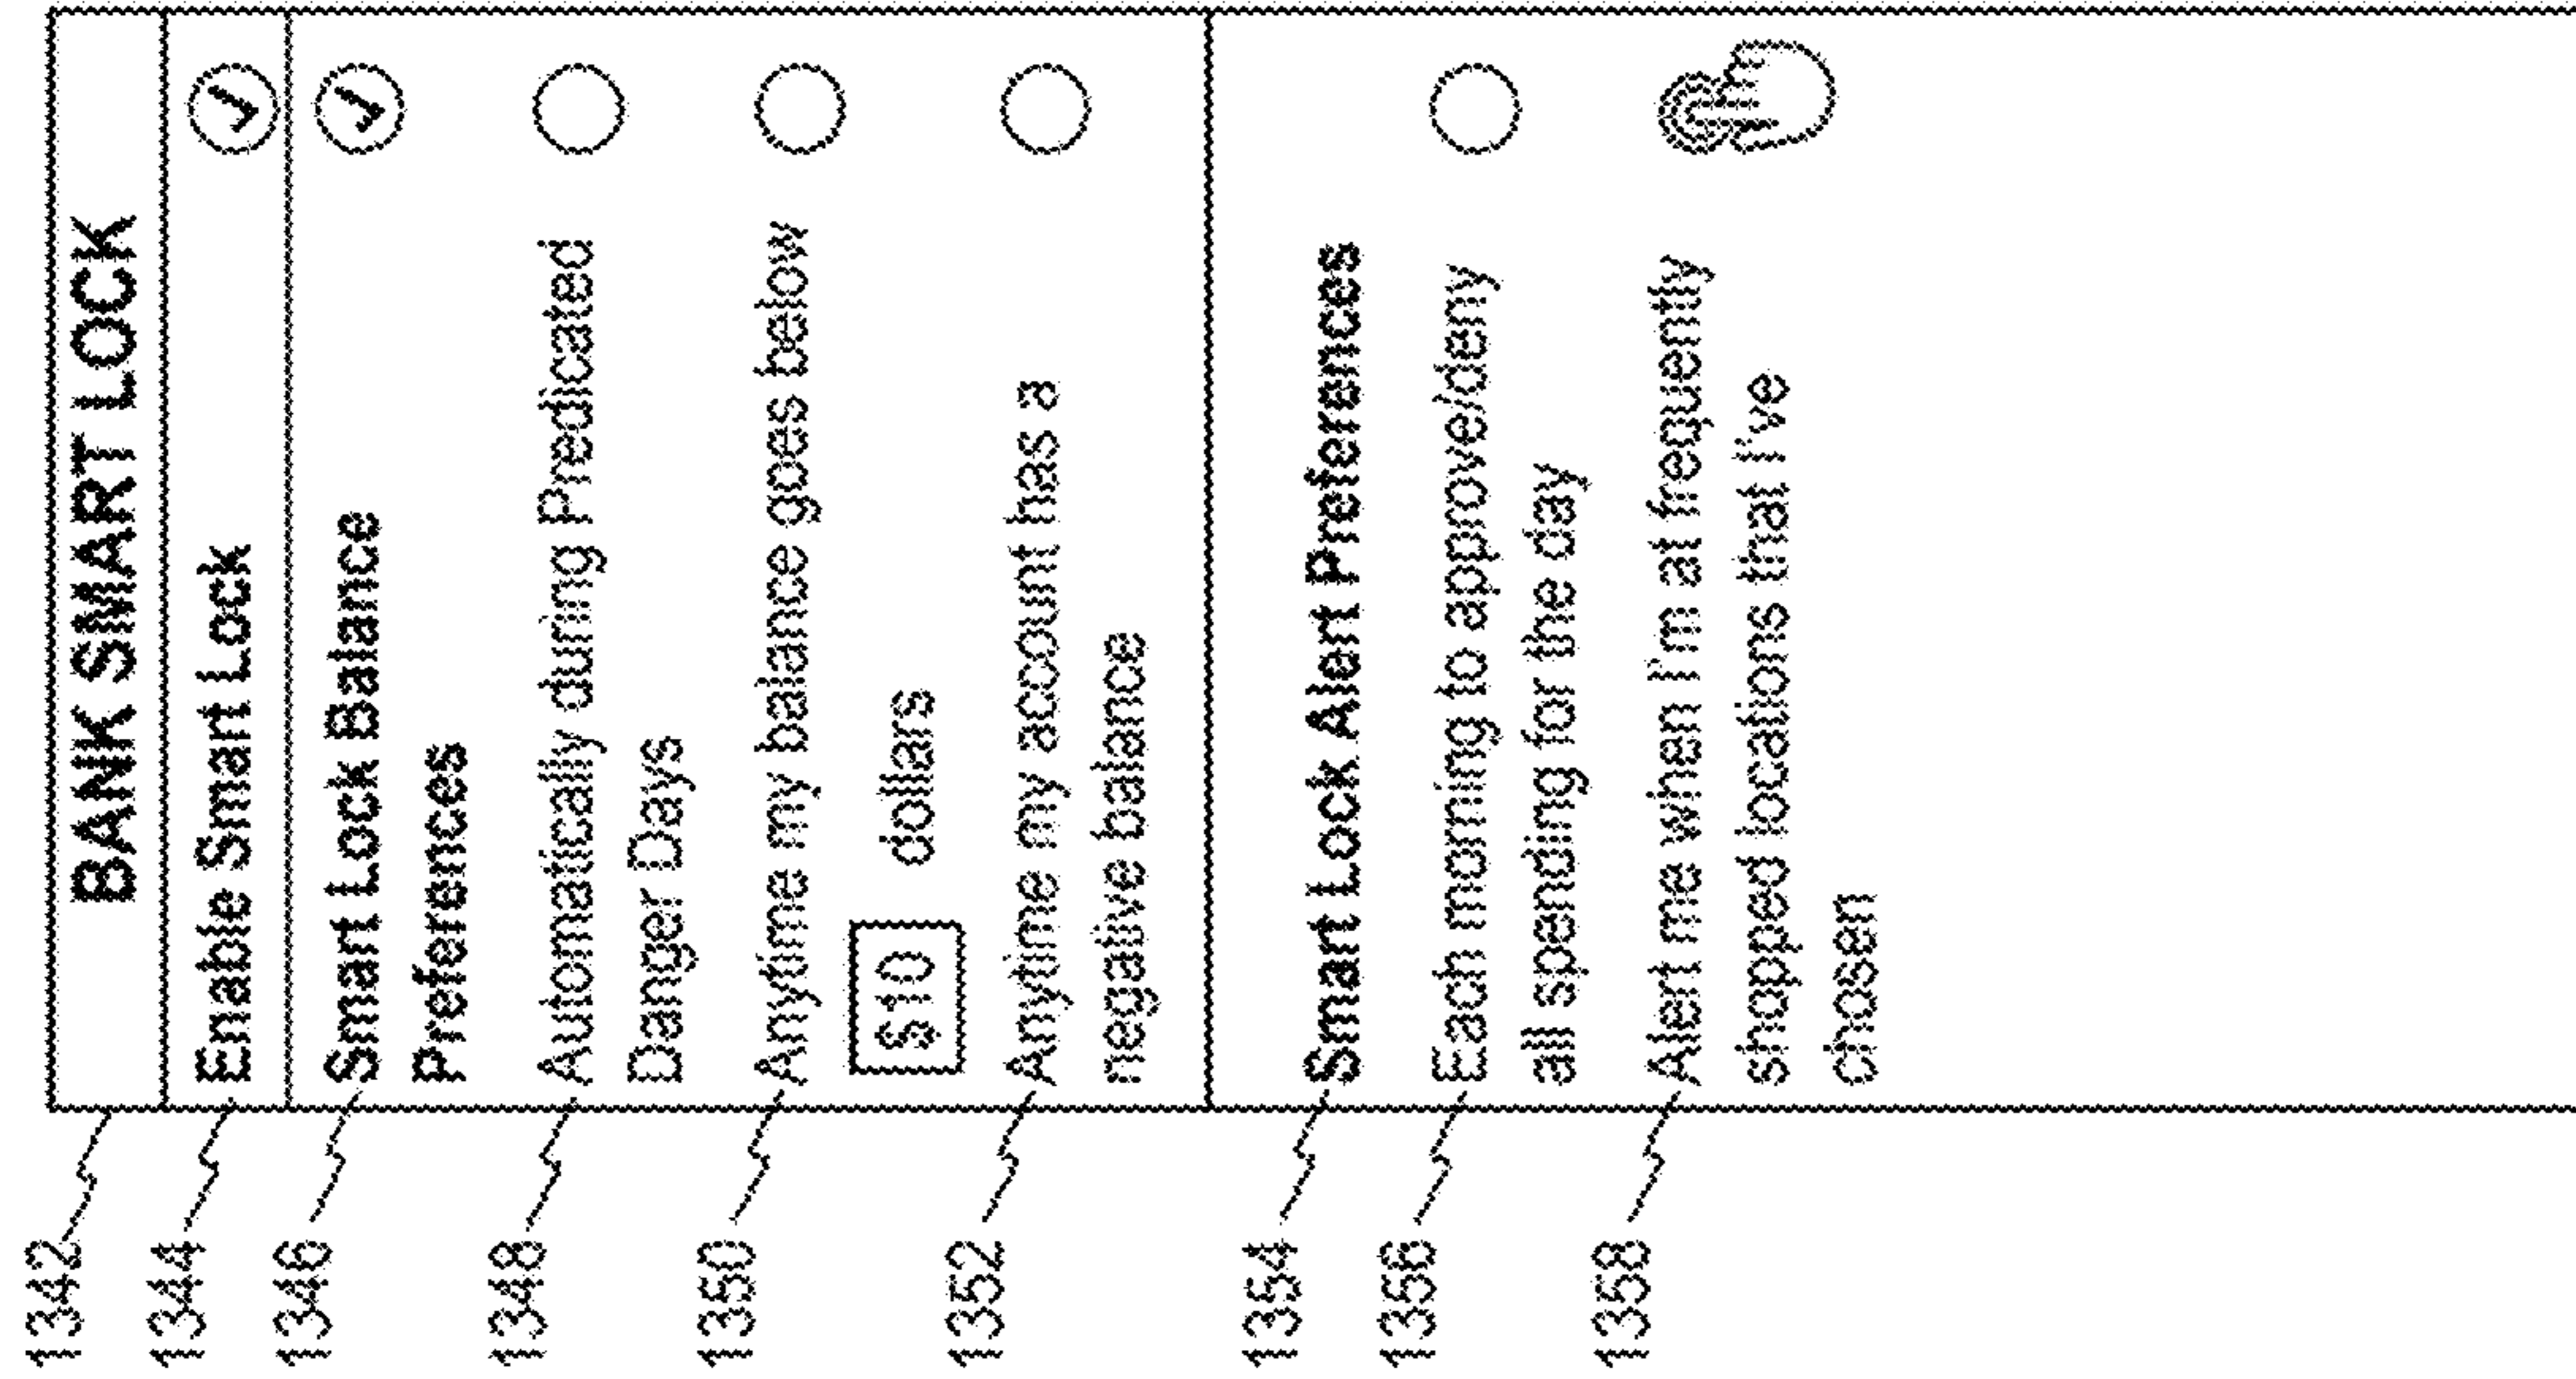 1342
BANK SMART LOCK
1344
Enable Smart Lock
1346
Smart Lock Balance
Preferences
1348
Automatically during Predicated
Danger Days
1350
Anytime my balance goes below
$10 dollars
1352
Anytime my account has a
negative balance
1354
Smart Lock Alert Preferences
1356
Each morning to approve/deny
all spending for the day
1358
Alert me when I'm at frequently
shopped locations that I've
chosen